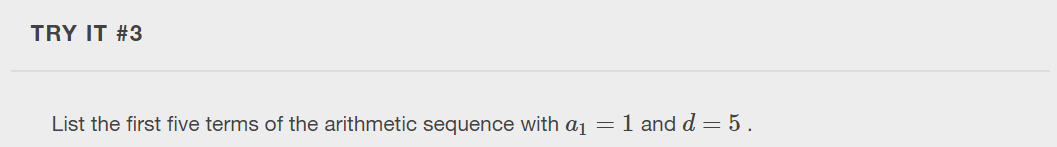 TRY IT #3
List the first five terms of the arithmetic sequence with a₁ = 1 and d = 5 .